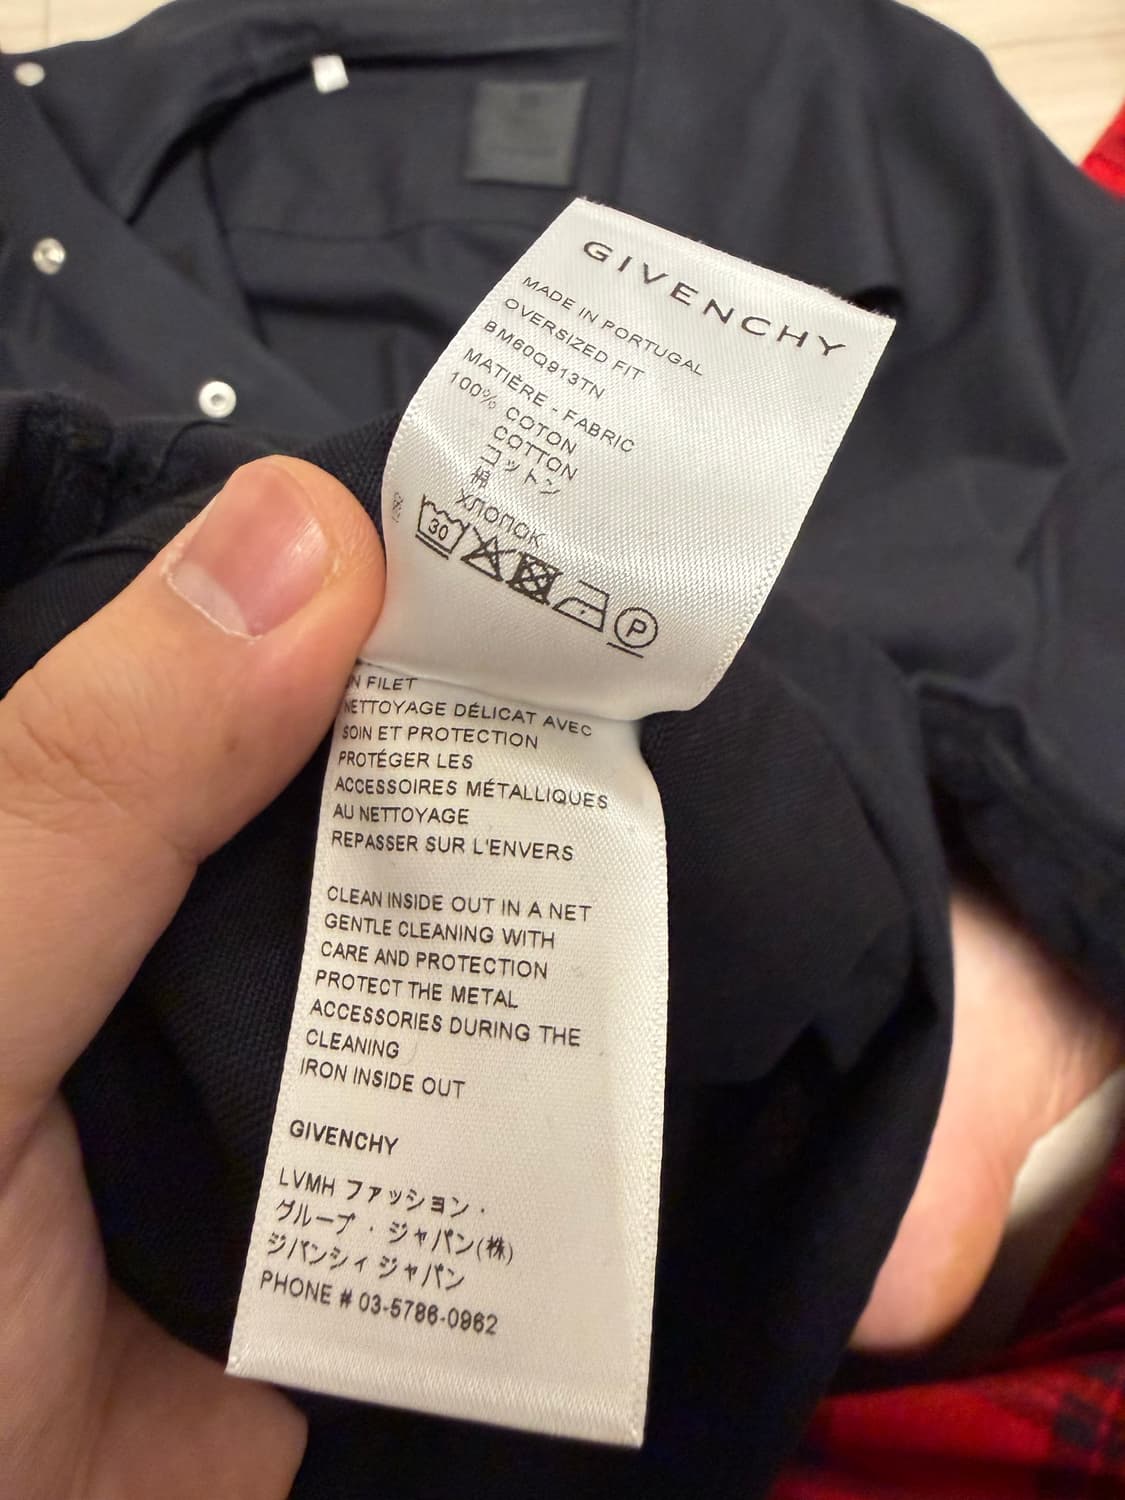 GIVENCHY
MADE IN PORTUGAL
OVERSIZED FIT
BM60Q913TN
MATIÈRE - FABRIC
100% COTON
COTTON
コットン
棉
ХЛОПОК
30
P
FILET
NETTOYAGE DÉLICAT AVEC
SOIN ET PROTECTION
PROTÉGER LES
ACCESSOIRES MÉTALLIQUES
AU NETTOYAGE
REPASSER SUR L'ENVERS
CLEAN INSIDE OUT IN A NET
GENTLE CLEANING WITH
CARE AND PROTECTION
PROTECT THE METAL
ACCESSORIES DURING THE
CLEANING
IRON INSIDE OUT
GIVENCHY
LVMH ファッション・
グループ・ジャパン(株)
ジバンシィ ジャパン
PHONE # 03-5786-0962